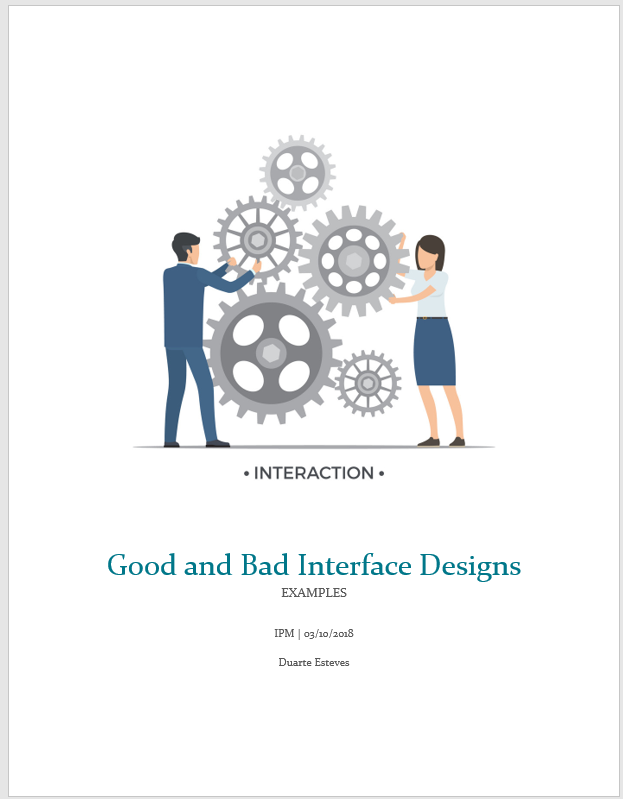 • INTERACTION •
Good and Bad Interface Designs
EXAMPLES
IPM | 03/10/2018
Duarte Esteves